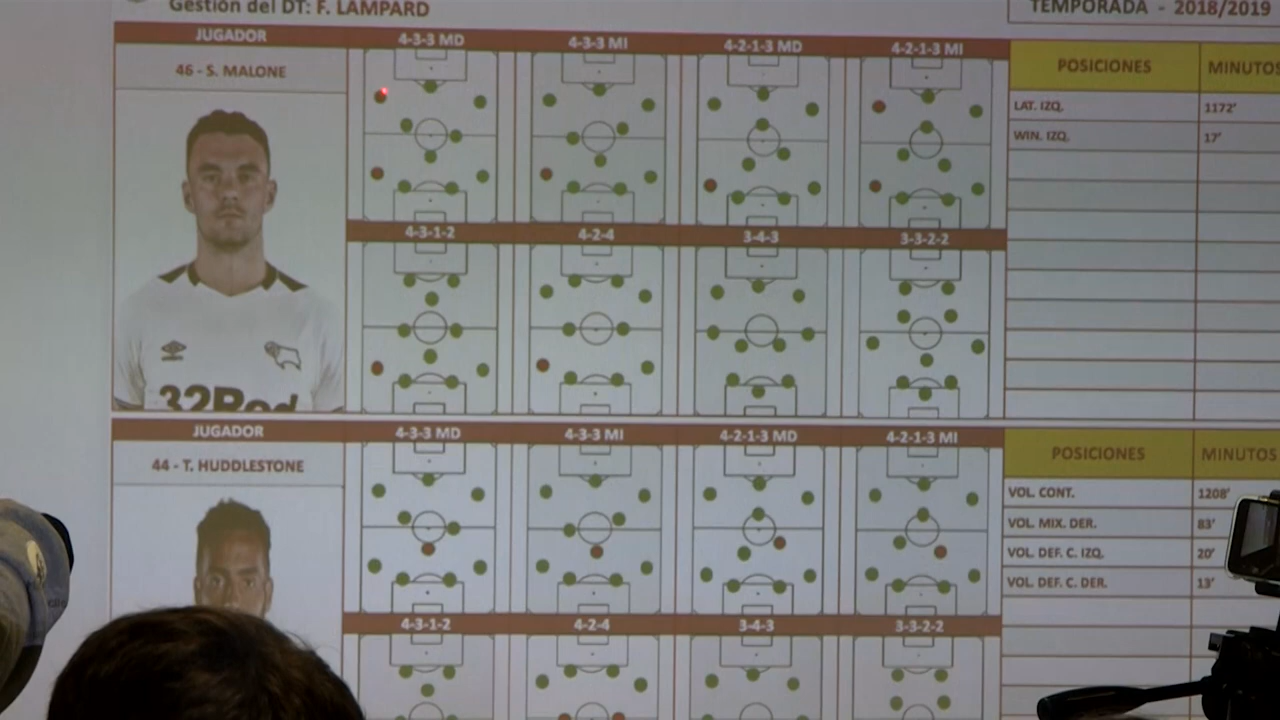 Gestión del DT: F. LAMPARD
TEMPORADA - 2018/2019
JUGADOR
4-3-3 MD
4-3-3 MI
4-2-1-3 MD
4-2-1-3 MI
POSICIONES
MINUTOS
46 - S. MALONE
LAT. IZQ.
1172'
WIN. IZQ.
17'
4-3-1-2
4-2-4
3-4-3
3-3-2-2
32Red
JUGADOR
4-3-3 MD
4-3-3 MI
4-2-1-3 MD
4-2-1-3 MI
POSICIONES
MINUTOS
44 - T. HUDDLESTONE
VOL. CONT.
1208'
VOL. MIX. DER.
83'
VOL. DEF. C. IZQ.
20'
VOL. DEF. C. DER.
13'
4-3-1-2
4-2-4
3-4-3
3-3-2-2